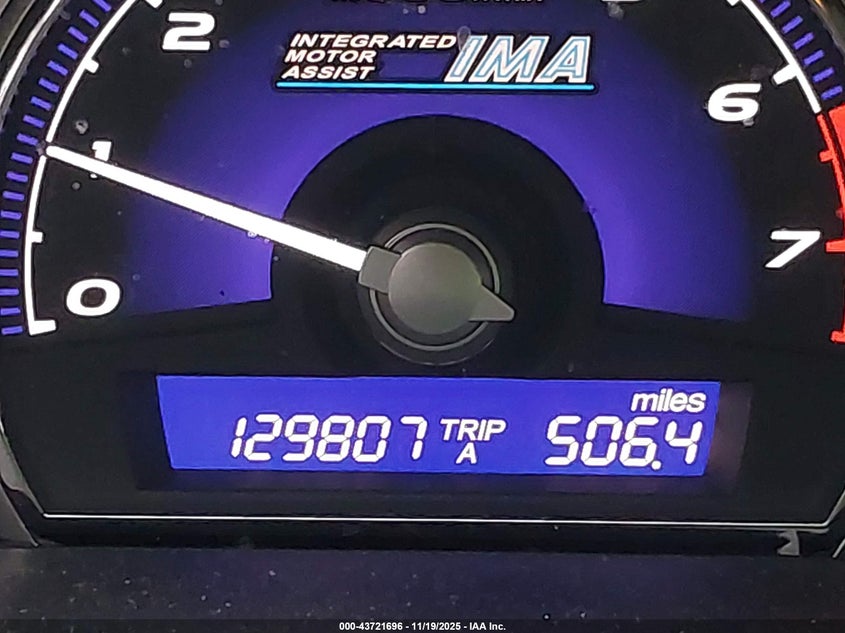 2
INTEGRATED
MOTOR
ASSIST
IMA
6
1
7
0
miles
129807 TRIP A 506.4
000-43721696 - 11/19/2025 - IAA Inc.